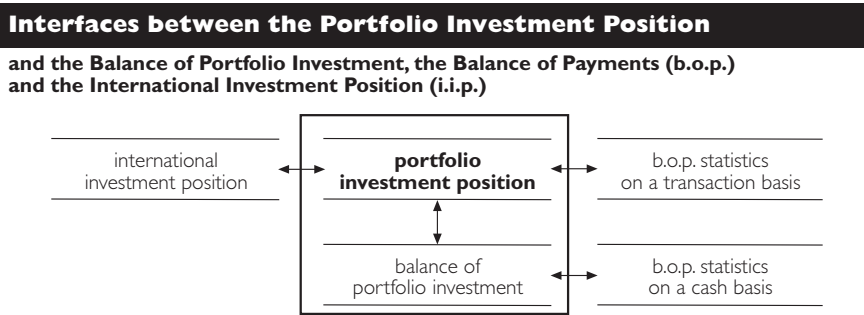 Interfaces between the Portfolio Investment Position
and the Balance of Portfolio Investment, the Balance of Payments (b.o.p.)
and the International Investment Position (i.i.p.)
international
investment position
portfolio
investment position
b.o.p. statistics
on a transaction basis
balance of
portfolio investment
b.o.p. statistics
on a cash basis